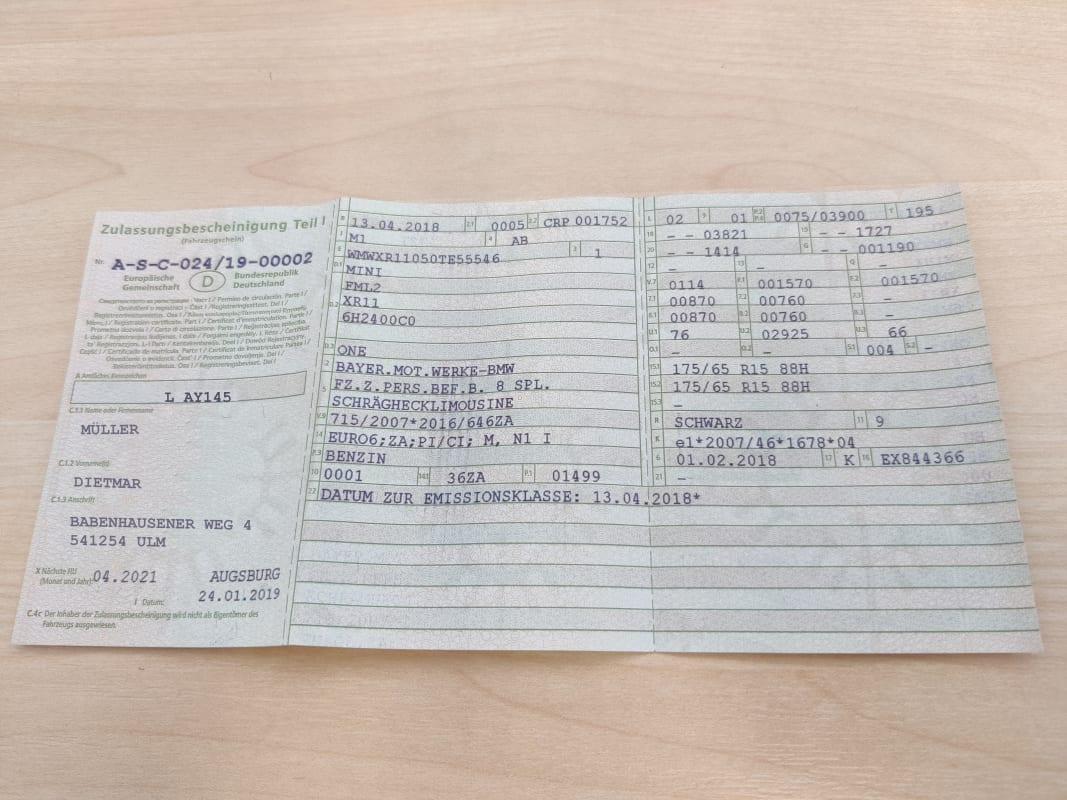 Zulassungsbescheinigung Teil I
(Fahrzeugschein)
Nr. A-S-C-024/19-00002
Europäische Gemeinschaft D Bundesrepublik Deutschland
A Amtliches Kennzeichen
L AY145
C.1.1 Name oder Firmenname
MÜLLER
C.1.2 Vorname(n)
DIETMAR
C.1.3 Anschrift
BABENHAUSENER WEG 4
541254 ULM
X Nächste HU
(Monat und Jahr) 04.2021 AUGSBURG
I Datum: 24.01.2019
C.4c Der Inhaber der Zulassungsbescheinigung wird nicht als Eigentümer des
Fahrzeugs ausgewiesen.
B 13.04.2018 2.1 0005 2.2 CRP 001752
J M1 4 AB
E WMWXR11050TE55546 3 1
D.1 MINI
FML2
D.2 XR11
6H2400C0
D.3 ONE
2 BAYER.MOT.WERKE-BMW
5 FZ.Z.PERS.BEF.B. 8 SPL.
SCHRÄGHECKLIMOUSINE
V.9 715/2007*2016/646ZA
14 EURO6;ZA;PI/CI; M, N1 I
P.3 BENZIN
10 0001 14.1 36ZA P.1 01499
22 DATUM ZUR EMISSIONSKLASSE: 13.04.2018*
L 02 9 01 P.2 P.4 0075/03900 T 195
18 - - 03821 19 - - 1727
20 - - 1414 G - - 001190
12 - 13 - Q -
V.7 0114 F.1 001570 F.2 001570
7.1 00870 7.2 00760 7.3 -
8.1 00870 8.2 00760 8.3 -
U.1 76 U.2 02925 U.3 66
O.1 - O.2 - S.1 004 S.2 -
15.1 175/65 R15 88H
15.2 175/65 R15 88H
15.3 -
R SCHWARZ 11 9
K e1*2007/46*1678*04
6 01.02.2018 17 K 16 EX844366
21 -